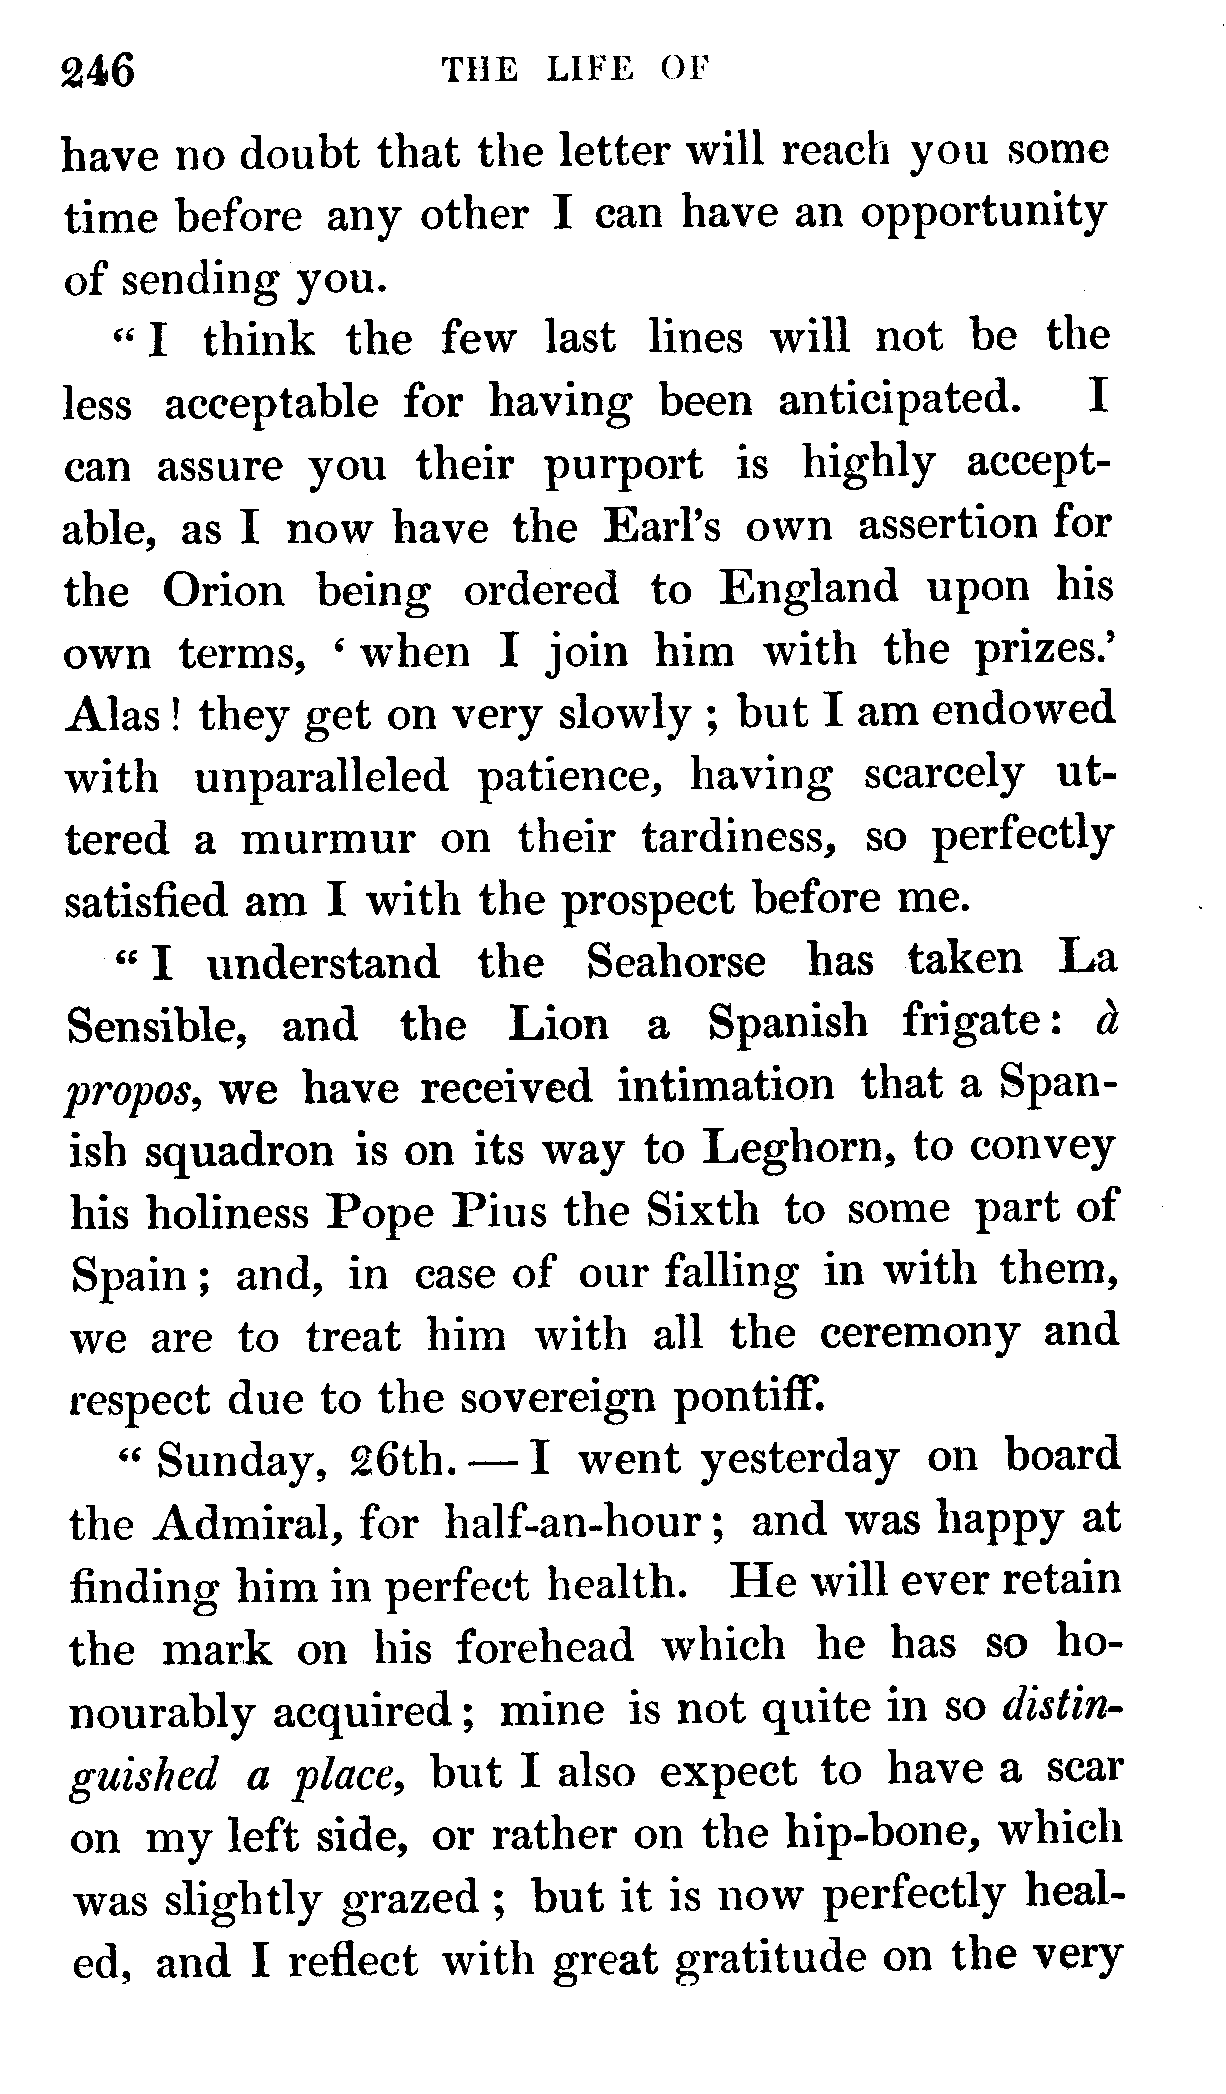 246 THE LIFE OF
have no doubt that the letter will reach you some
time before any other I can have an opportunity
of sending you.
“ I think the few last lines will not be the
less acceptable for having been anticipated. I
can assure you their purport is highly accept-
able, as I now have the Earl’s own assertion for
the Orion being ordered to England upon his
own terms, ‘ when I join him with the prizes.’
Alas ! they get on very slowly ; but I am endowed
with unparalleled patience, having scarcely ut-
tered a murmur on their tardiness, so perfectly
satisfied am I with the prospect before me.
“ I understand the Seahorse has taken La
Sensible, and the Lion a Spanish frigate : à
propos, we have received intimation that a Span-
ish squadron is on its way to Leghorn, to convey
his holiness Pope Pius the Sixth to some part of
Spain ; and, in case of our falling in with them,
we are to treat him with all the ceremony and
respect due to the sovereign pontiff.
“ Sunday, 26th. — I went yesterday on board
the Admiral, for half-an-hour ; and was happy at
finding him in perfect health. He will ever retain
the mark on his forehead which he has so ho-
nourably acquired ; mine is not quite in so distin-
guished a place, but I also expect to have a scar
on my left side, or rather on the hip-bone, which
was slightly grazed ; but it is now perfectly heal-
ed, and I reflect with great gratitude on the very